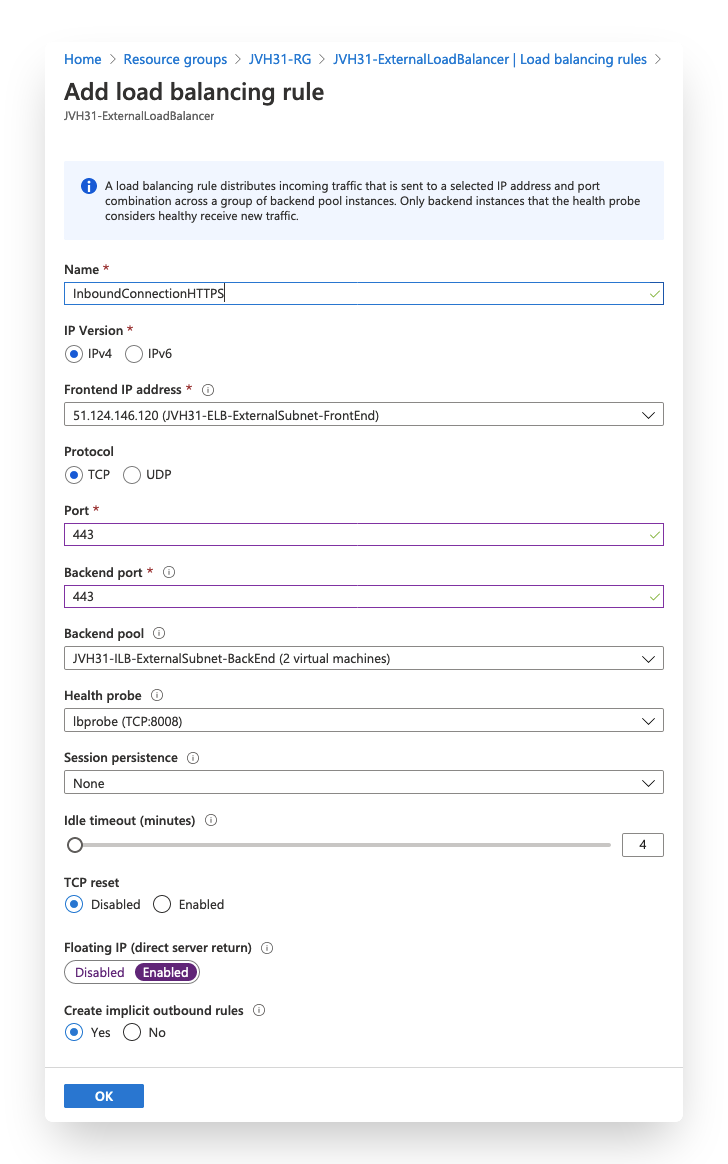 Home > Resource groups > JVH31-RG > JVH31-ExternalLoadBalancer | Load balancing rules >
Add load balancing rule
JVH31-ExternalLoadBalancer
A load balancing rule distributes incoming traffic that is sent to a selected IP address and port
combination across a group of backend pool instances. Only backend instances that the health probe
considers healthy receive new traffic.
Name *
InboundConnectionHTTPS
IP Version *
IPv4 IPv6
Frontend IP address *
51.124.146.120 (JVH31-ELB-ExternalSubnet-FrontEnd)
Protocol
TCP UDP
Port *
443
Backend port *
443
Backend pool
JVH31-ILB-ExternalSubnet-BackEnd (2 virtual machines)
Health probe
lbprobe (TCP:8008)
Session persistence
None
Idle timeout (minutes)
4
TCP reset
Disabled Enabled
Floating IP (direct server return)
Disabled Enabled
Create implicit outbound rules
Yes No
OK